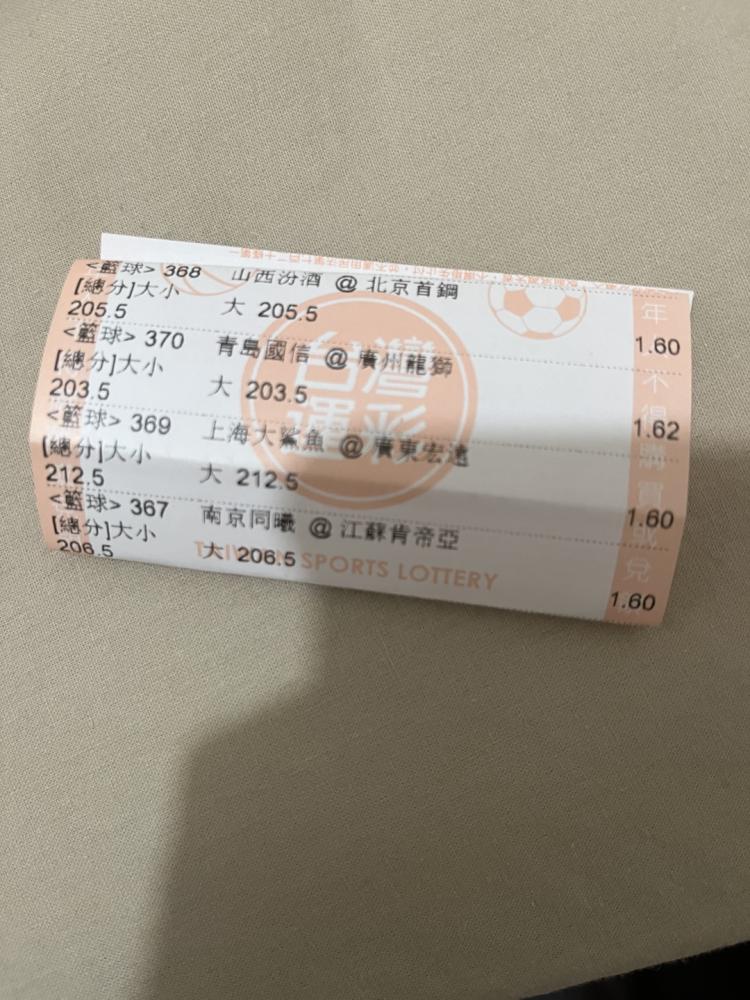 <籃球> 368 山西汾酒 @ 北京首鋼
[總分]大小
205.5 大 205.5 1.60
<籃球> 370 青島國信 @ 廣州龍獅
[總分]大小
203.5 大 203.5 1.62
<籃球> 369 上海大鯊魚 @ 廣東宏遠
[總分]大小
212.5 大 212.5 1.60
<籃球> 367 南京同曦 @ 江蘇肯帝亞
[總分]大小
206.5 大 206.5 1.60
台灣
運彩
TAIWAN SPORTS LOTTERY
年
不得購買或兌